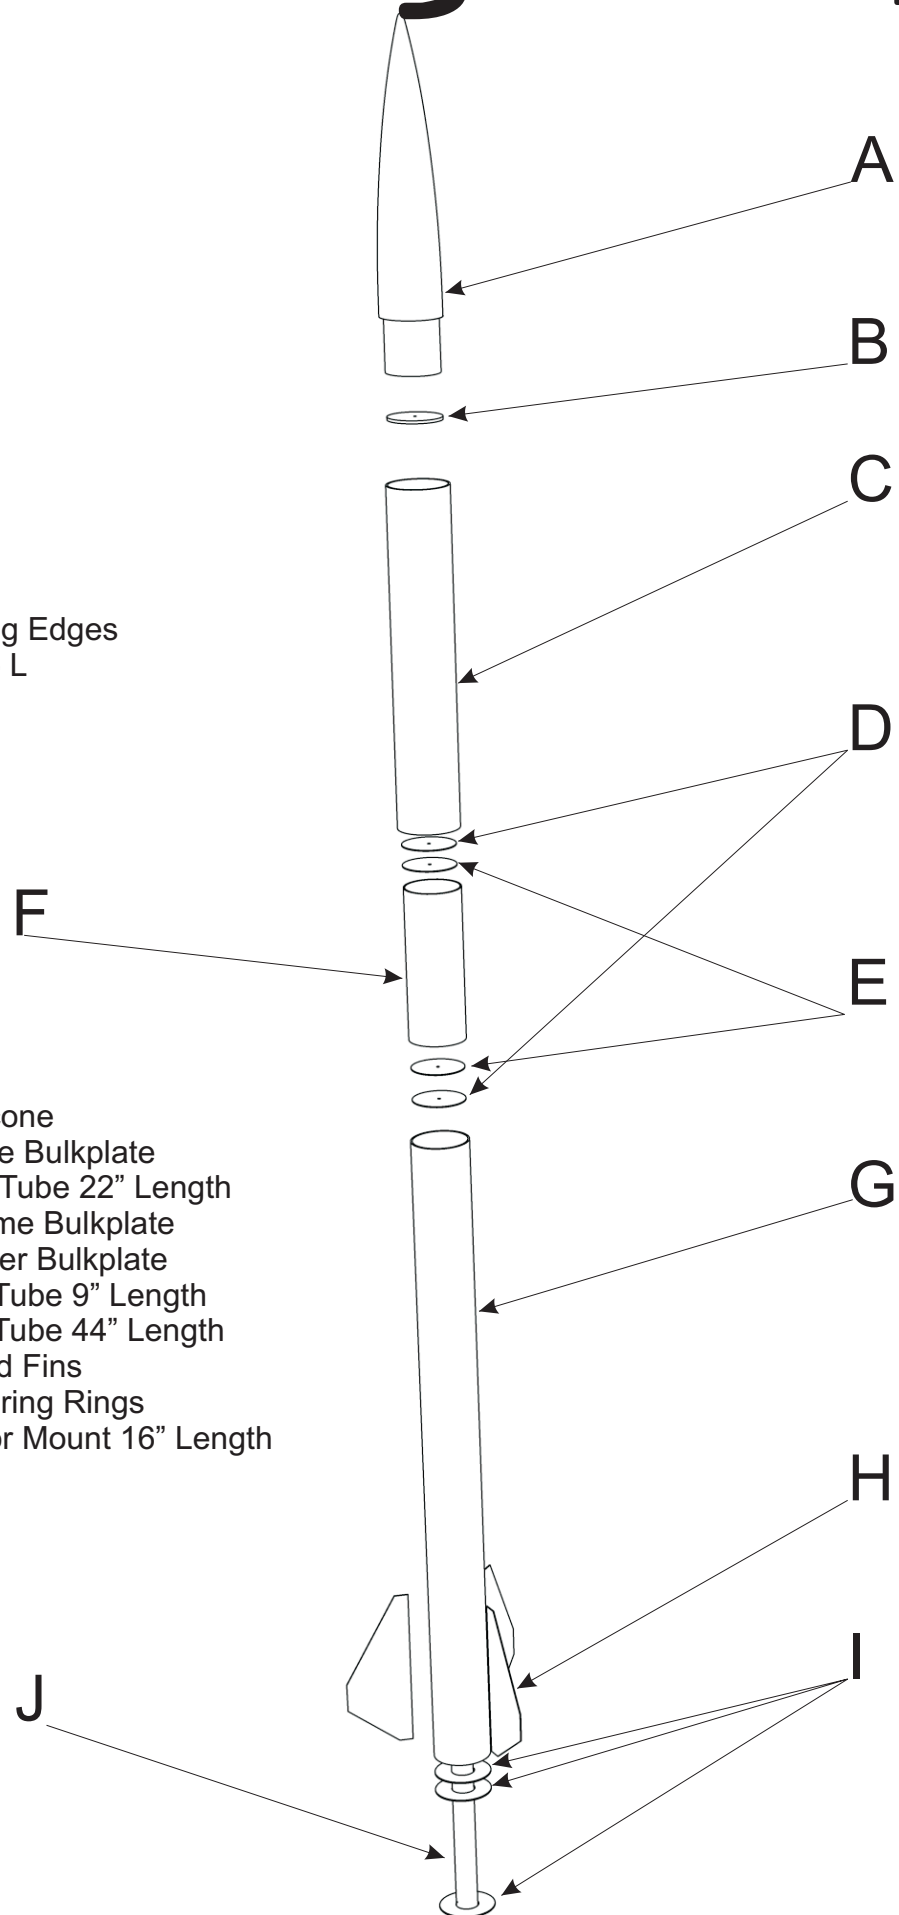 A
B
C
g Edges
L
D
F
E
one
e Bulkplate
Tube 22” Length
me Bulkplate
er Bulkplate
Tube 9” Length
Tube 44” Length
d Fins
ring Rings
or Mount 16” Length
G
H
I
J